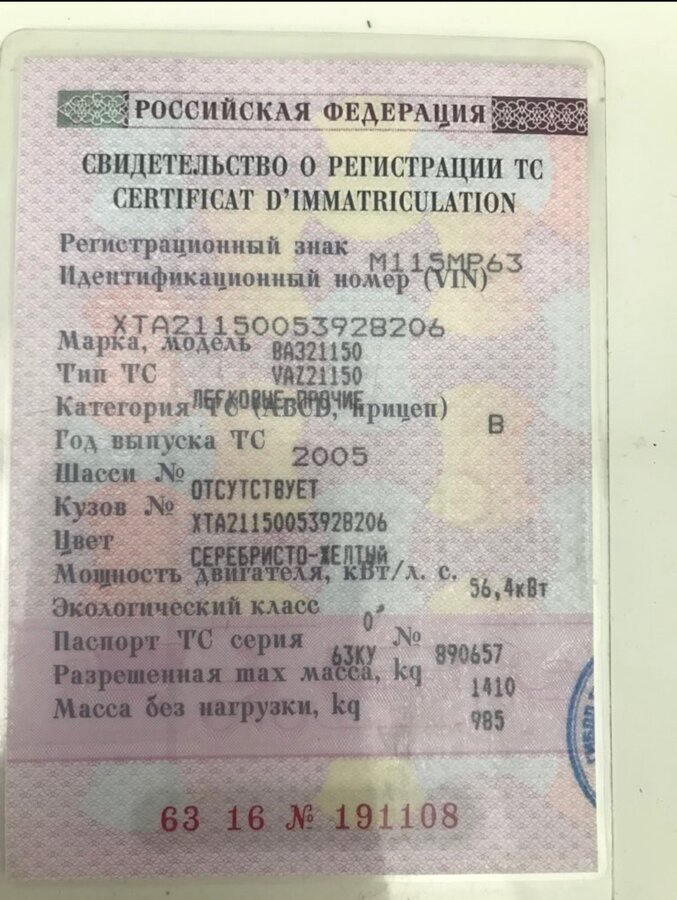 РОССИЙСКАЯ ФЕДЕРАЦИЯ
СВИДЕТЕЛЬСТВО О РЕГИСТРАЦИИ ТС
CERTIFICAT D'IMMATRICULATION
Регистрационный знак М115МР63
Идентификационный номер (VIN)
XTA21150053928206
Марка, модель ВАЗ21150
Тип ТС VAZ21150
ЛЕГКОВЫЕ ПРОЧИЕ
Категория ТС (ABCD, прицеп) В
Год выпуска ТС 2005
Шасси № ОТСУТСТВУЕТ
Кузов № XTA21150053928206
Цвет СЕРЕБРИСТО-ЖЕЛТЫЙ
Мощность двигателя, кВт/л. с. 56,4кВт
Экологический класс 0
Паспорт ТС серия 63КУ № 890657
Разрешенная max масса, kg 1410
Масса без нагрузки, kg 985
63 16 № 191108